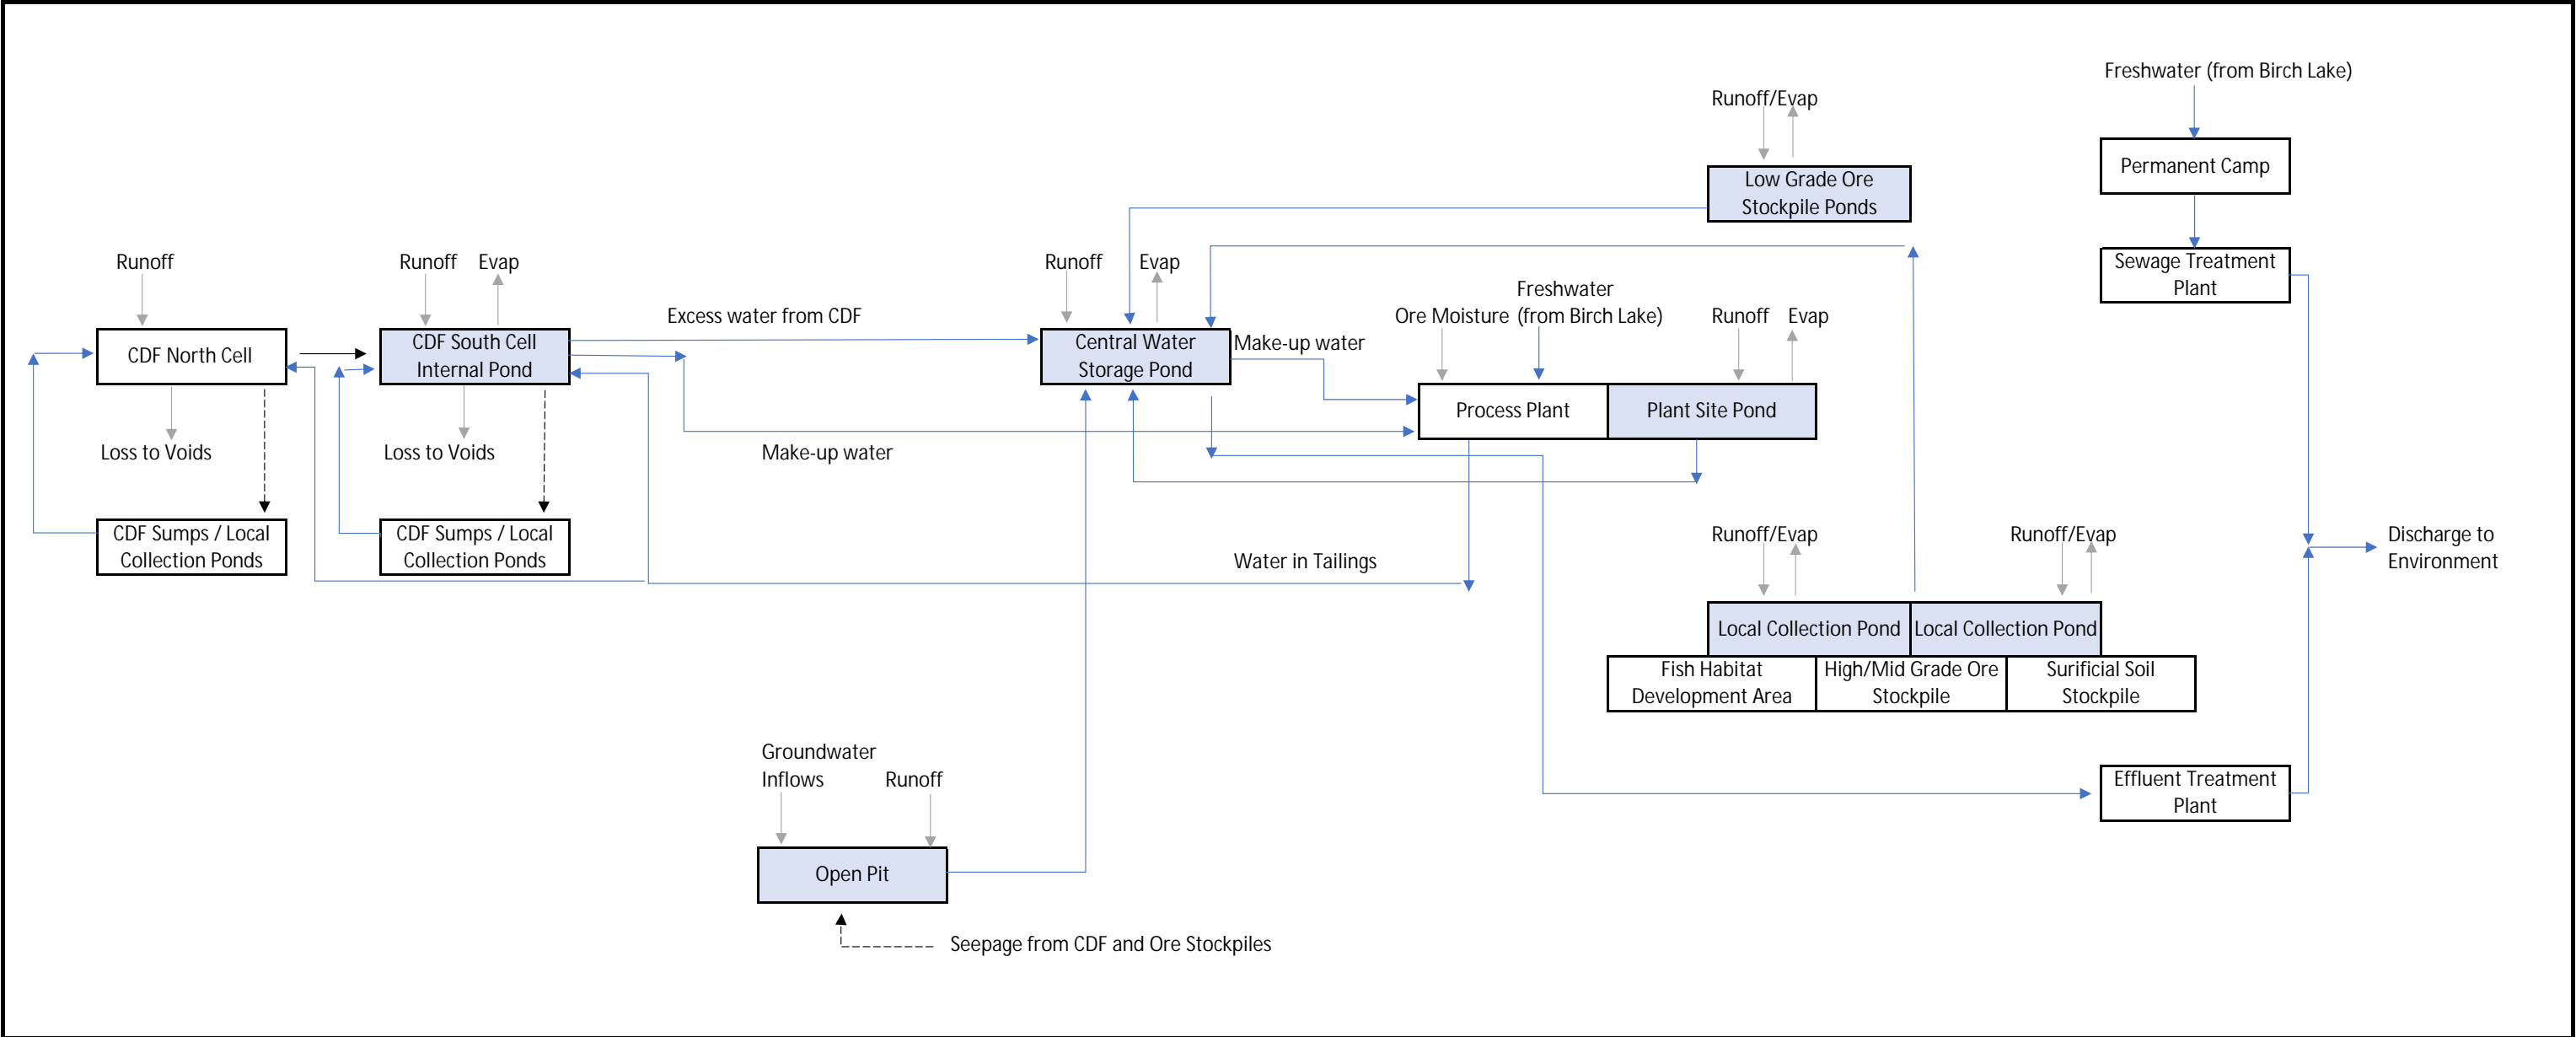 Freshwater (from Birch Lake)
Runoff/Evap
Permanent Camp
Low Grade Ore
Stockpile Ponds
Runoff
Runoff
Evap
Runoff
Evap
Sewage Treatment
Plant
Freshwater
Excess water from CDF
Ore Moisture
(from Birch Lake)
Runoff
Evap
CDF North Cell
CDF South Cell
Internal Pond
Central Water
Storage Pond
Make-up water
Process Plant
Plant Site Pond
Loss to Voids
Loss to Voids
Make-up water
CDF Sumps / Local
Collection Ponds
CDF Sumps / Local
Collection Ponds
Runoff/Evap
Runoff/Evap
Discharge to
Environment
Water in Tailings
Local Collection Pond
Local Collection Pond
Fish Habitat
Development Area
High/Mid Grade Ore
Stockpile
Surificial Soil
Stockpile
Groundwater
Inflows
Runoff
Effluent Treatment
Plant
Open Pit
Seepage from CDF and Ore Stockpiles